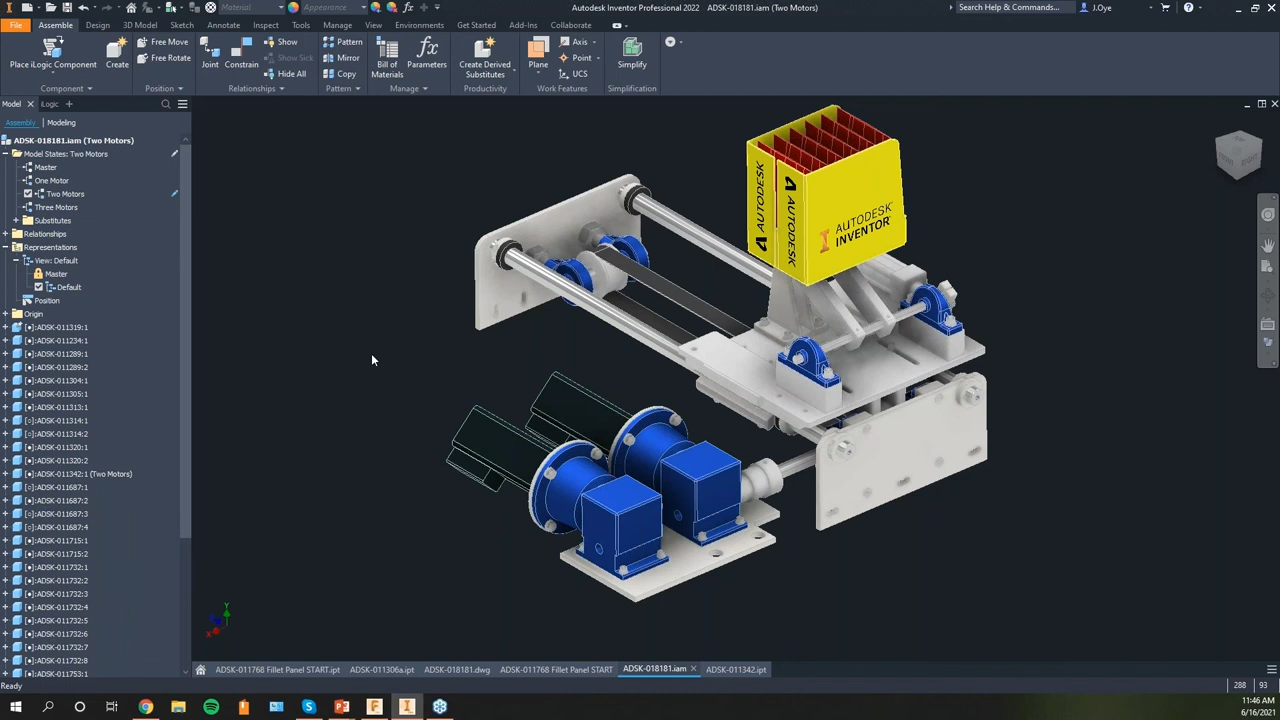 Material
Appearance
Autodesk Inventor Professional 2022   ADSK-018181.iam (Two Motors)
Search Help & Commands...
J.Oye
File
Assemble
Design
3D Model
Sketch
Annotate
Inspect
Tools
Manage
View
Environments
Get Started
Add-Ins
Collaborate
Place iLogic Component
Create
Free Move
Free Rotate
Joint
Constrain
Show
Show Sick
Hide All
Pattern
Mirror
Copy
Bill of Materials
fx
Parameters
Create Derived Substitutes
Plane
Axis
Point
UCS
Simplify
Component
Position
Relationships
Pattern
Manage
Productivity
Work Features
Simplification
Model
iLogic
Assembly
Modeling
ADSK-018181.iam (Two Motors)
Model States: Two Motors
Master
One Motor
Two Motors
Three Motors
Substitutes
Relationships
Representations
View: Default
Master
Default
Position
Origin
ADSK-011319:1
ADSK-011234:1
ADSK-011289:1
ADSK-011289:2
ADSK-011304:1
ADSK-011305:1
ADSK-011313:1
ADSK-011314:1
ADSK-011314:2
ADSK-011320:1
ADSK-011320:2
ADSK-011342:1 (Two Motors)
ADSK-011687:1
ADSK-011687:2
ADSK-011687:3
ADSK-011687:4
ADSK-011715:1
ADSK-011715:2
ADSK-011732:1
ADSK-011732:2
ADSK-011732:3
ADSK-011732:4
ADSK-011732:5
ADSK-011732:6
ADSK-011732:7
ADSK-011732:8
ADSK-011753:1
AUTODESK
AUTODESK
AUTODESK
INVENTOR
Y
X
ADSK-011768 Fillet Panel START.ipt
ADSK-011306a.ipt
ADSK-018181.dwg
ADSK-011768 Fillet Panel START
ADSK-018181.iam
ADSK-011342.ipt
Ready
288
93
11:46 AM
6/16/2021